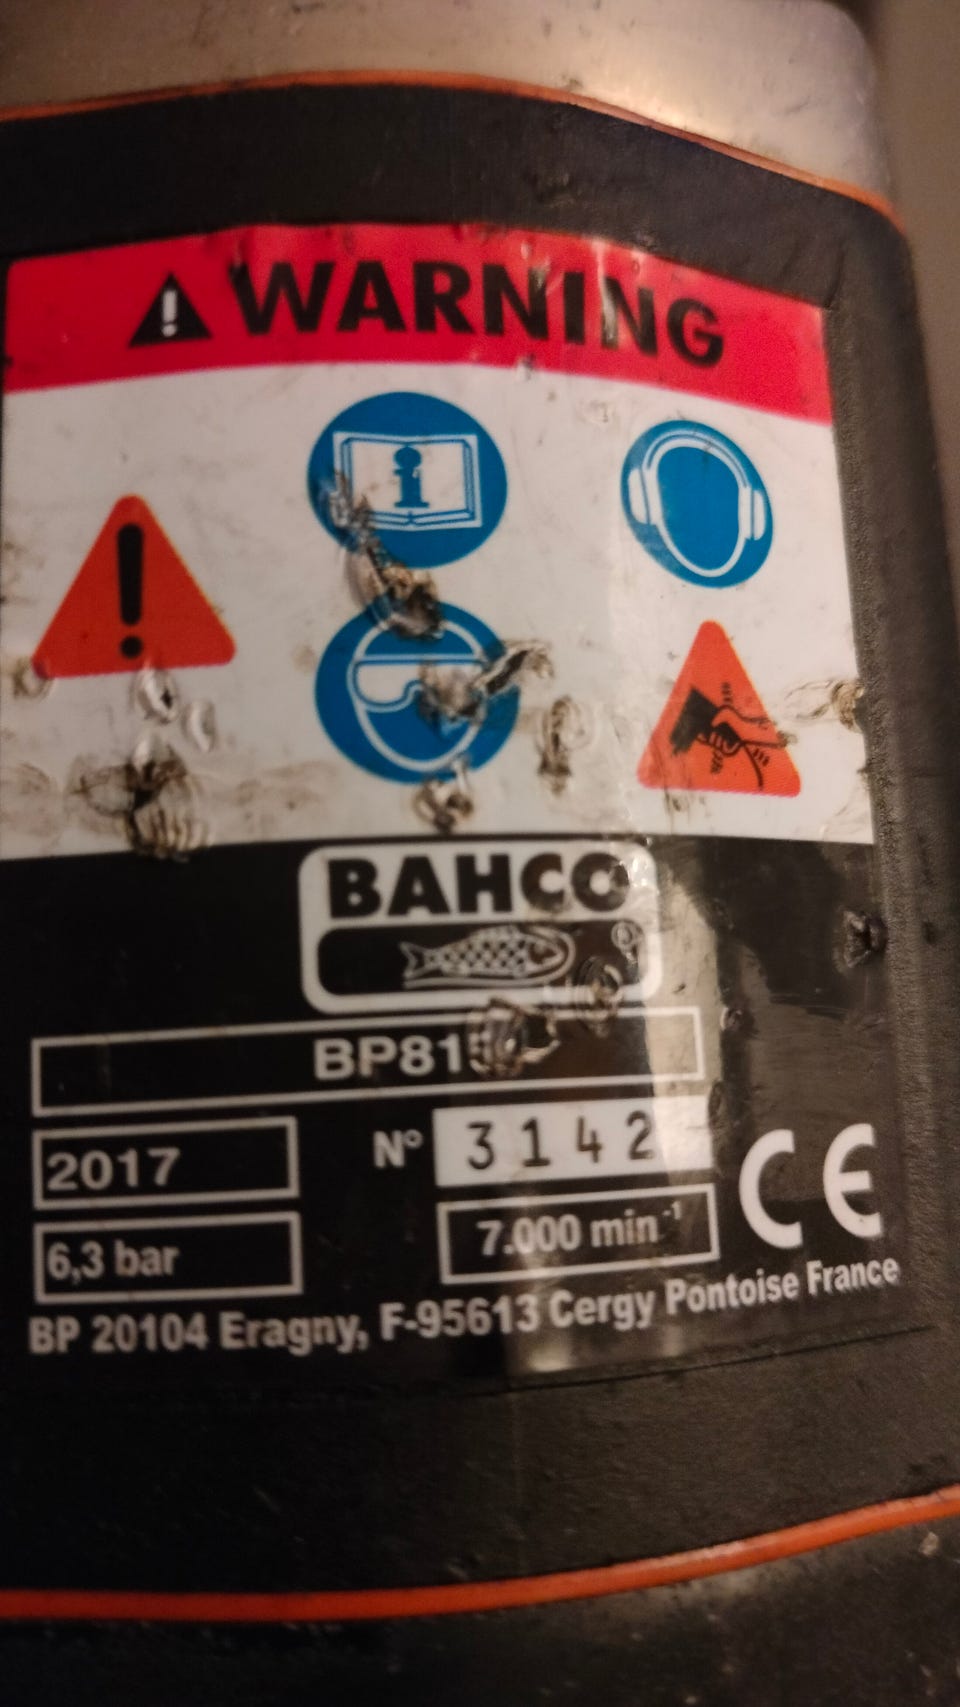 WARNING
BAHCO
2017
N° 3142
6,3 bar
7.000 min-1
CE
BP 20104 Eragny, F-95613 Cergy Pontoise France